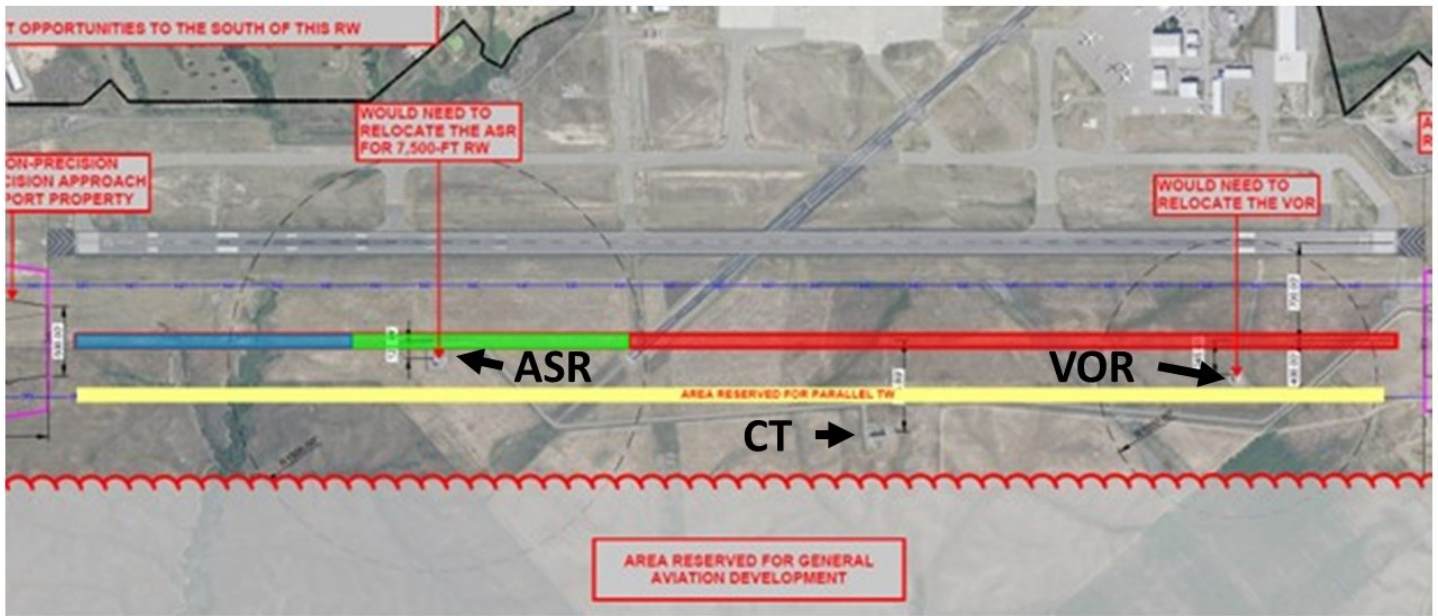 T OPPORTUNITIES TO THE SOUTH OF THIS RW
WOULD NEED TO
RELOCATE THE ASR
FOR 7,500-FT RW
ON-PRECISION
CISION APPROACH
PORT PROPERTY
WOULD NEED TO
RELOCATE THE VOR
ASR
VOR
AREA RESERVED FOR PARALLEL TW
CT
AREA RESERVED FOR GENERAL
AVIATION DEVELOPMENT